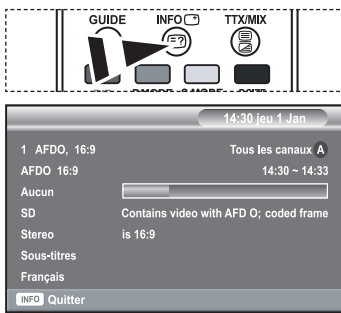 GUIDE INFO TTX/MIX
14:30 jeu 1 Jan
1 AFDO, 16:9 Tous les canaux A
AFDO 16:9 14:30 ~ 14:33
Aucun
SD Contains video with AFD O; coded frame
Stereo is 16:9
Sous-titres
Français
INFO Quitter